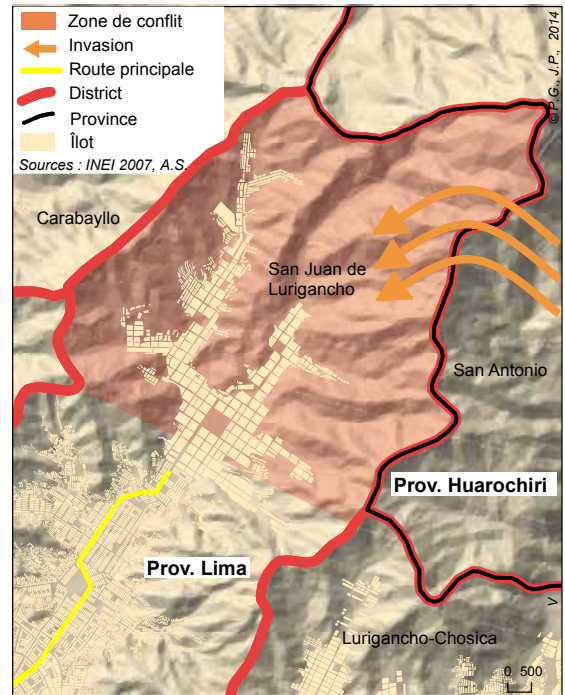 Zone de conflit
Invasion
Route principale
District
Province
Îlot
Sources : INEI 2007, A.S.
©P.G., J.P., 2014
Carabayllo
San Juan de
Lurigancho
San Antonio
Prov. Huarochiri
Prov. Lima
Lurigancho-Chosica
V
0 500